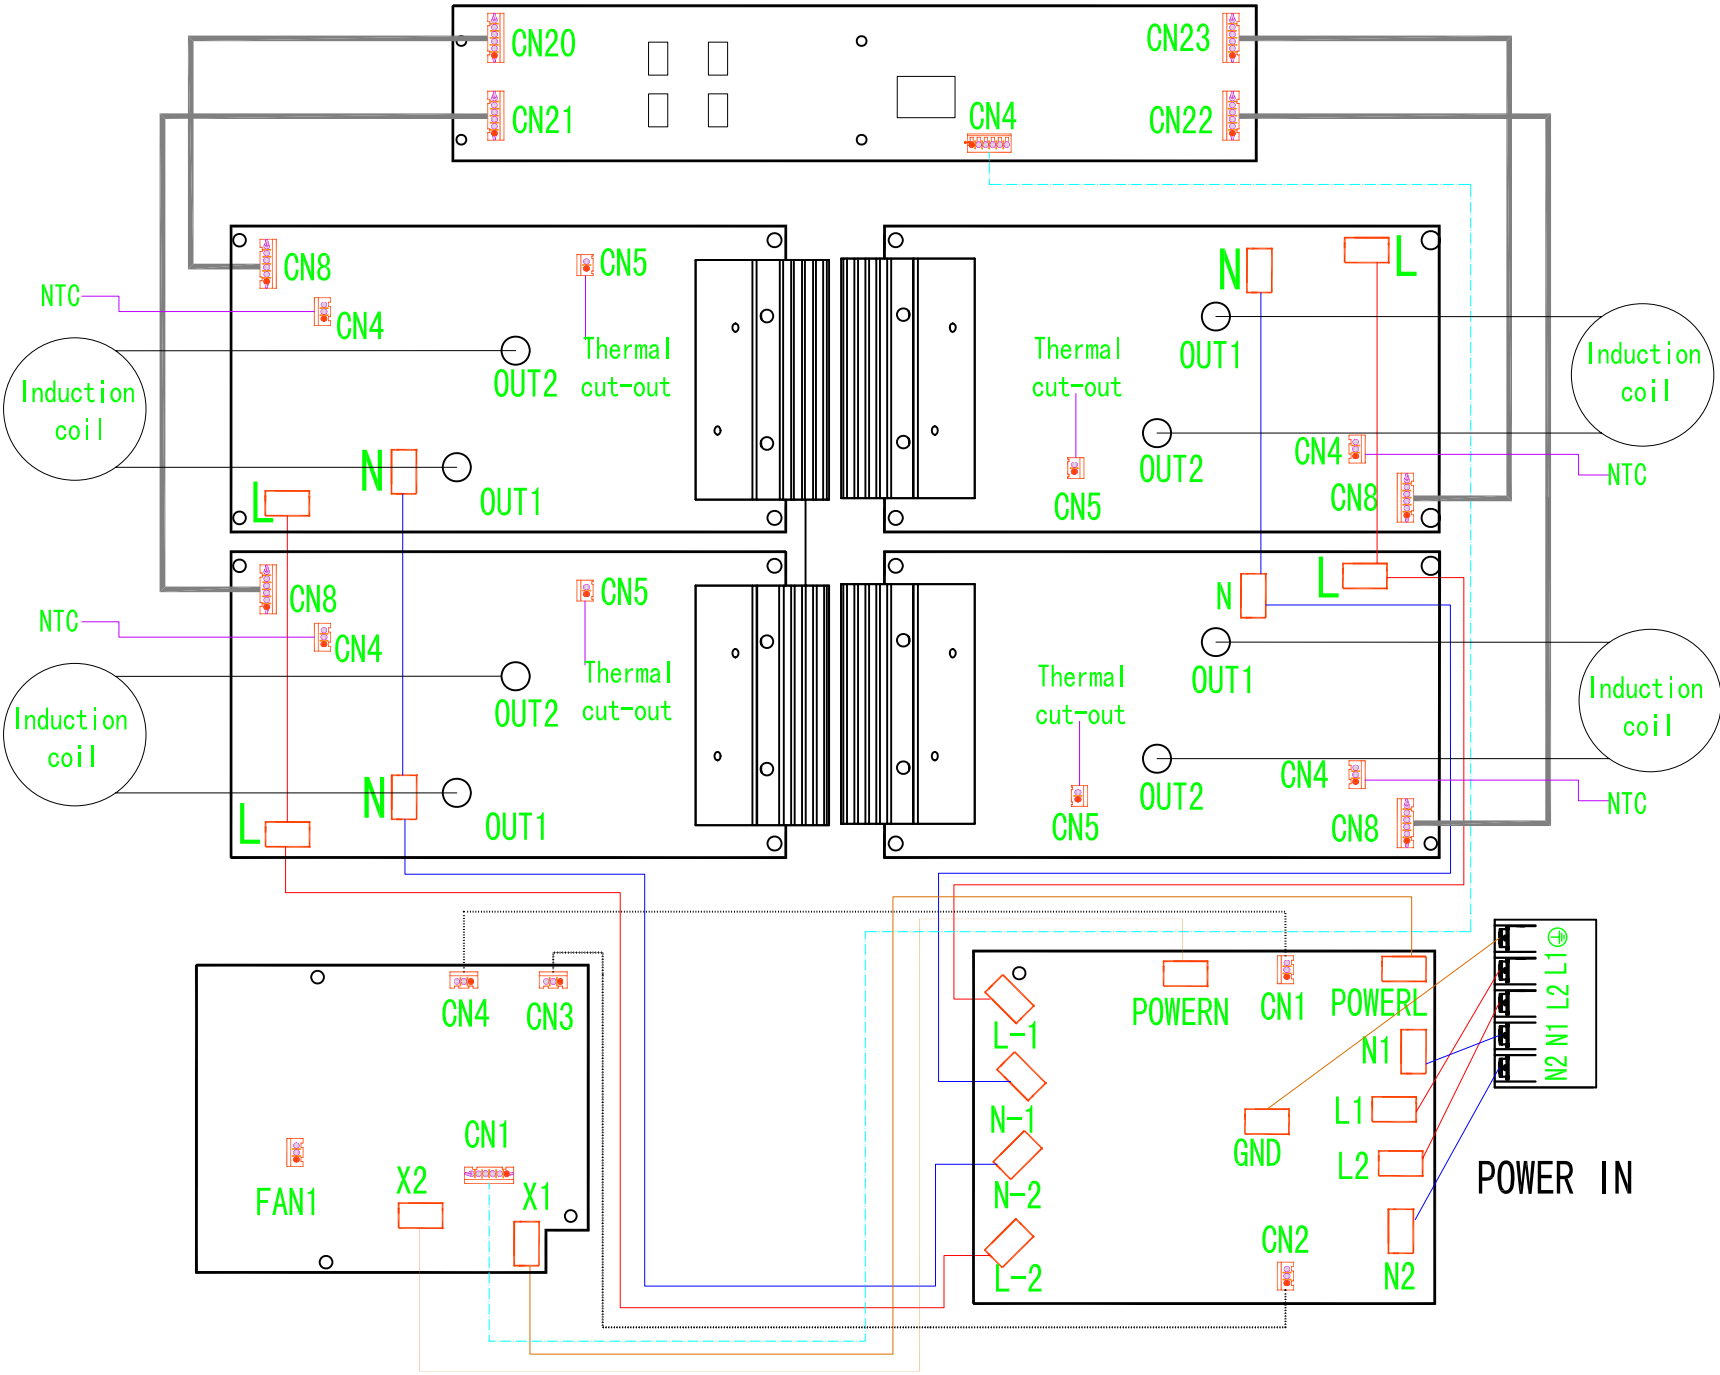 CN20
CN23
CN21
CN4
CN22
CN8
CN5
N
L
NTC
CN4
Thermal
cut-out
OUT2
Induction
coil
N
OUT1
L
Thermal
cut-out
OUT1
Induction
coil
OUT2
CN4
NTC
CN5
CN8
CN8
CN5
N
L
NTC
CN4
Thermal
cut-out
OUT2
Induction
coil
N
OUT1
L
Thermal
cut-out
OUT1
Induction
coil
OUT2
CN4
NTC
CN5
CN8
CN4
CN3
CN1
FAN1
X2
X1
L-1
POWERN
CN1
POWERL
N1
N-1
L1
GND
L2
N-2
CN2
L-2
N2
L1
L2
N1
N2
POWER IN